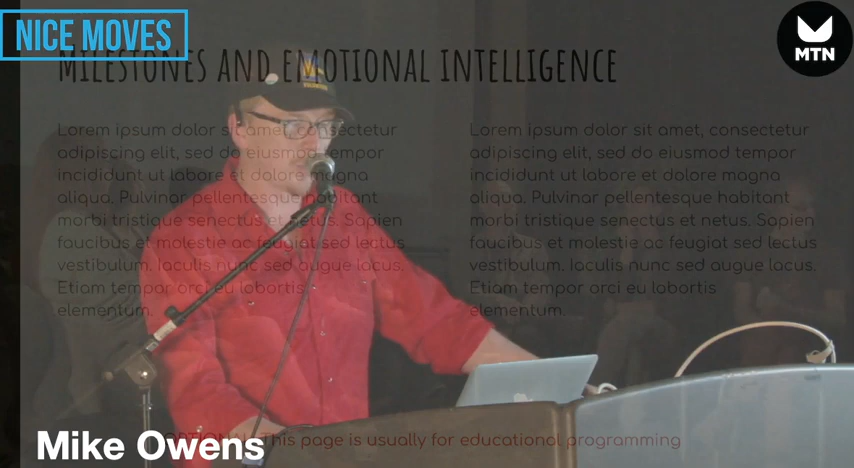 NICE MOVES
MTN
MILESTONES AND EMOTIONAL INTELLIGENCE
Lorem ipsum dolor sit amet, consectetur
adipiscing elit, sed do eiusmod tempor
incididunt ut labore et dolore magna
aliqua. Pulvinar pellentesque habitant
morbi tristique senectus et netus. Sapien
faucibus et molestie ac feugiat sed lectus
vestibulum. Iaculis nunc sed augue lacus.
Etiam tempor orci eu lobortis
elementum.
Lorem ipsum dolor sit amet, consectetur
adipiscing elit, sed do eiusmod tempor
incididunt ut labore et dolore magna
aliqua. Pulvinar pellentesque habitant
morbi tristique senectus et netus. Sapien
faucibus et molestie ac feugiat sed lectus
vestibulum. Iaculis nunc sed augue lacus.
Etiam tempor orci eu lobortis
elementum.
This page is usually for educational programming
Mike Owens